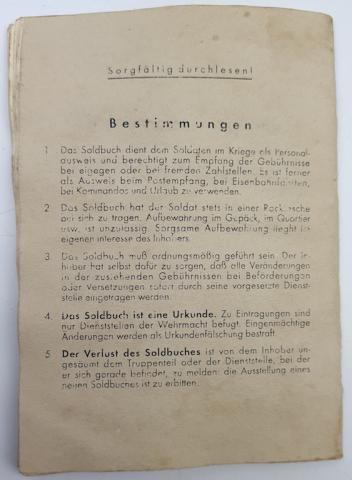 Sorgfältig durchlesen!
Bestimmungen
1. Das Soldbuch dient dem Soldaten im Kriege als Personal-
ausweis und berechtigt zum Empfang der Gebührnisse
bei eigenen oder bei fremden Zahlstellen. Es ist ferner
als Ausweis beim Postempfang, bei Eisenbahnfahrten,
bei Kommandos und Urlaub zu verwenden.
2. Das Soldbuch hat der Soldat stets in einer Rocktasche
bei sich zu tragen. Aufbewahrung im Gepäck, im Quartier
usw. ist unzulässig. Sorgsame Aufbewahrung liegt im
eigenen Interesse des Inhabers.
3. Das Soldbuch muß ordnungsmäßig geführt sein. Der In-
haber hat selbst dafür zu sorgen, daß alle Veränderungen
in der zustehenden Gebührnissen bei Beförderungen
oder Versetzungen sofort durch seine vorgesetzte Dienst-
stelle eingetragen werden.
4. Das Soldbuch ist eine Urkunde. Zu Eintragungen sind
nur Dienststellen der Wehrmacht befugt. Eigenmächtige
Änderungen werden als Urkundenfälschung bestraft.
5. Der Verlust des Soldbuches ist von dem Inhaber un-
gesäumt dem Truppenteil oder der Dienststelle, bei der
er sich gerade befindet, zu melden; die Ausstellung eines
neuen Soldbuches ist zu erbitten.